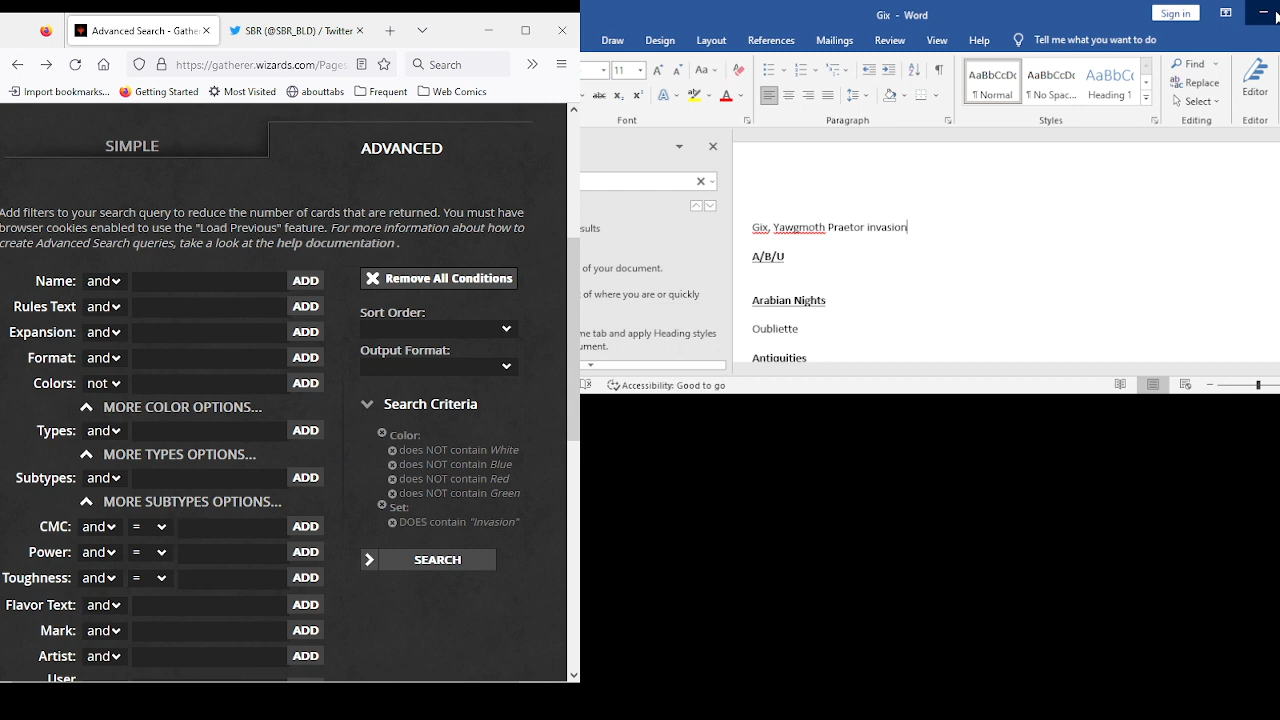 Advanced Search - Gathe
SBR (@SBR_BLD) / Twitter
https://gatherer.wizards.com/Pages
Search
Import bookmarks...
Getting Started
Most Visited
abouttabs
Frequent
Web Comics
SIMPLE
ADVANCED
Add filters to your search query to reduce the number of cards that are returned. You must have
browser cookies enabled to use the "Load Previous" feature. For more information about how to
create Advanced Search queries, take a look at the help documentation .
Name: and ADD
Rules Text and ADD
Expansion: and ADD
Format: and ADD
Colors: not ADD
MORE COLOR OPTIONS...
Types: and ADD
MORE TYPES OPTIONS...
Subtypes: and ADD
MORE SUBTYPES OPTIONS...
CMC: and = ADD
Power: and = ADD
Toughness: and = ADD
Flavor Text: and ADD
Mark: and ADD
Artist: and ADD
User
Remove All Conditions
Sort Order:
Output Format:
Search Criteria
Color:
does NOT contain White
does NOT contain Blue
does NOT contain Red
does NOT contain Green
Set:
DOES contain "Invasion"
SEARCH
Gix - Word
Sign in
Draw Design Layout References Mailings Review View Help Tell me what you want to do
11
Aa
abc x₂ x² A A
Font
Paragraph
AaBbCcDc AaBbCcDc AaBbC
¶ Normal ¶ No Spac... Heading 1
Styles
Find
Replace
Select
Editing
Editor
Editor
sults
of your document.
of where you are or quickly
me tab and apply Heading styles
ument.
Gix, Yawgmoth Praetor invasion
A/B/U
Arabian Nights
Oubliette
Antiquities
Accessibility: Good to go